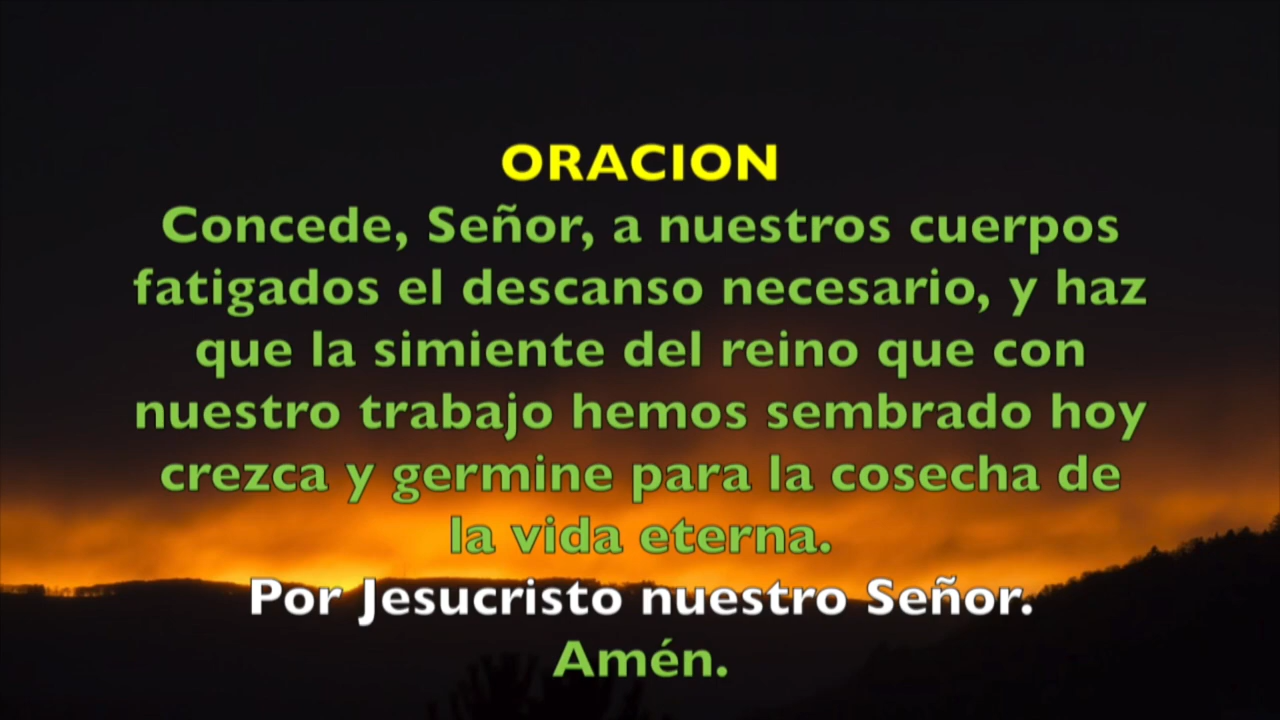 ORACION
Concede, Señor, a nuestros cuerpos
fatigados el descanso necesario, y haz
que la simiente del reino que con
nuestro trabajo hemos sembrado hoy
crezca y germine para la cosecha de
la vida eterna.
Por Jesucristo nuestro Señor.
Amén.